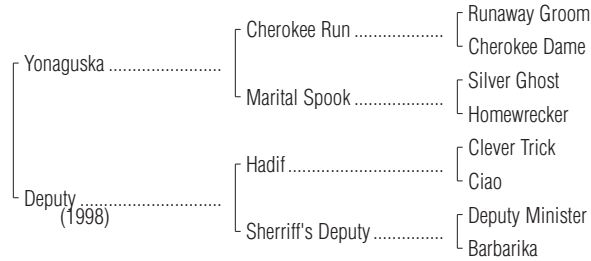 Runaway Groom
Cherokee Run ....................
Cherokee Dame
Yonaguska .........................
Silver Ghost
Marital Spook ....................
Homewrecker
Clever Trick
Hadif ...................................
Ciao
Deputy ................................
(1998)
Deputy Minister
Sherriff's Deputy ................
Barbarika